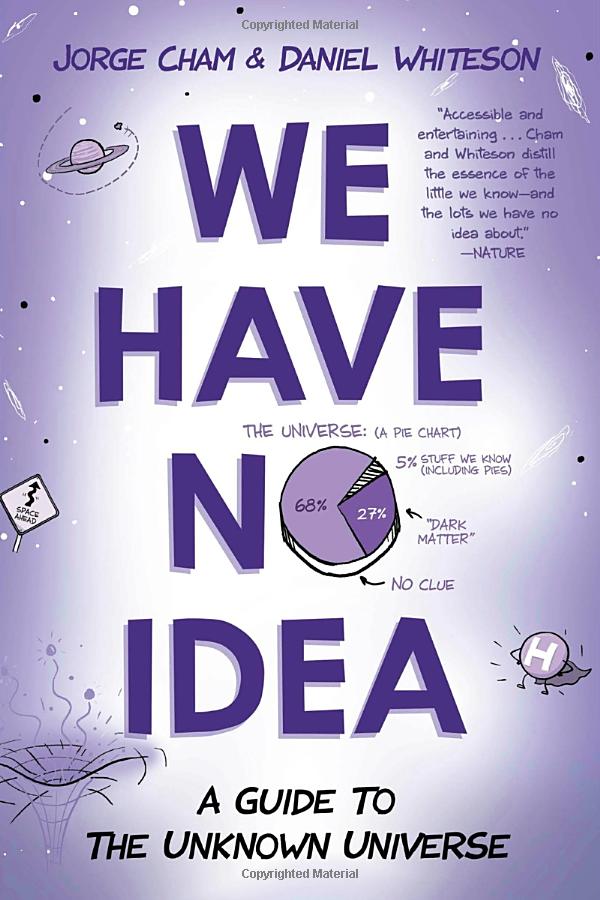 Copyrighted Material
JORGE CHAM & DANIEL WHITESON
"Accessible and
entertaining . . . Cham
and Whiteson distill
the essence of the
little we know—and
the lots we have no
idea about."
—NATURE
WE
HAVE
THE UNIVERSE: (A PIE CHART)
NO
68%
27%
5% STUFF WE KNOW
(INCLUDING PIES)
"DARK
MATTER"
NO CLUE
SPACE
AHEAD
IDEA
H
A GUIDE TO
THE UNKNOWN UNIVERSE
Copyrighted Material